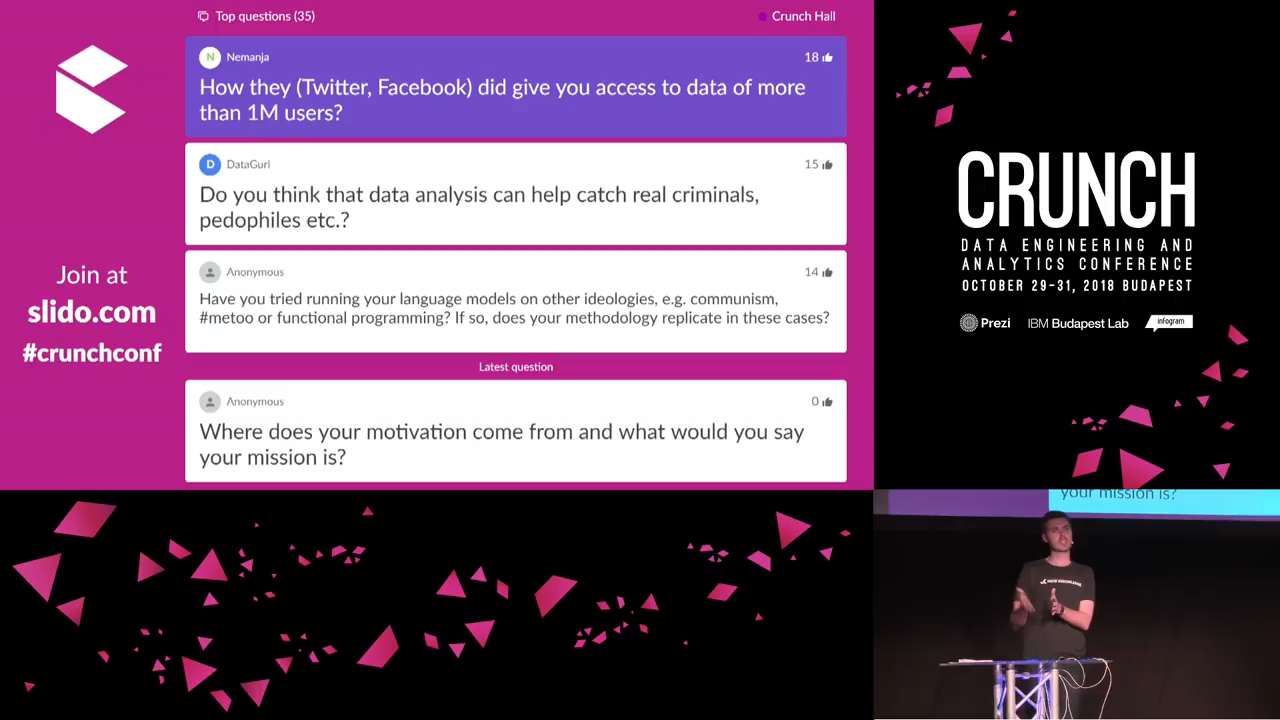 Top questions (35)
Crunch Hall
N Nemanja
18
How they (Twitter, Facebook) did give you access to data of more
than 1M users?
D DataGurl
15
Do you think that data analysis can help catch real criminals,
pedophiles etc.?
Anonymous
14
Have you tried running your language models on other ideologies, e.g. communism,
#metoo or functional programming? If so, does your methodology replicate in these cases?
Latest question
Anonymous
0
Where does your motivation come from and what would you say
your mission is?
Join at
slido.com
#crunchconf
CRUNCH
DATA ENGINEERING AND
ANALYTICS CONFERENCE
OCTOBER 29-31, 2018 BUDAPEST
Prezi
IBM Budapest Lab
infogram
your mission is?